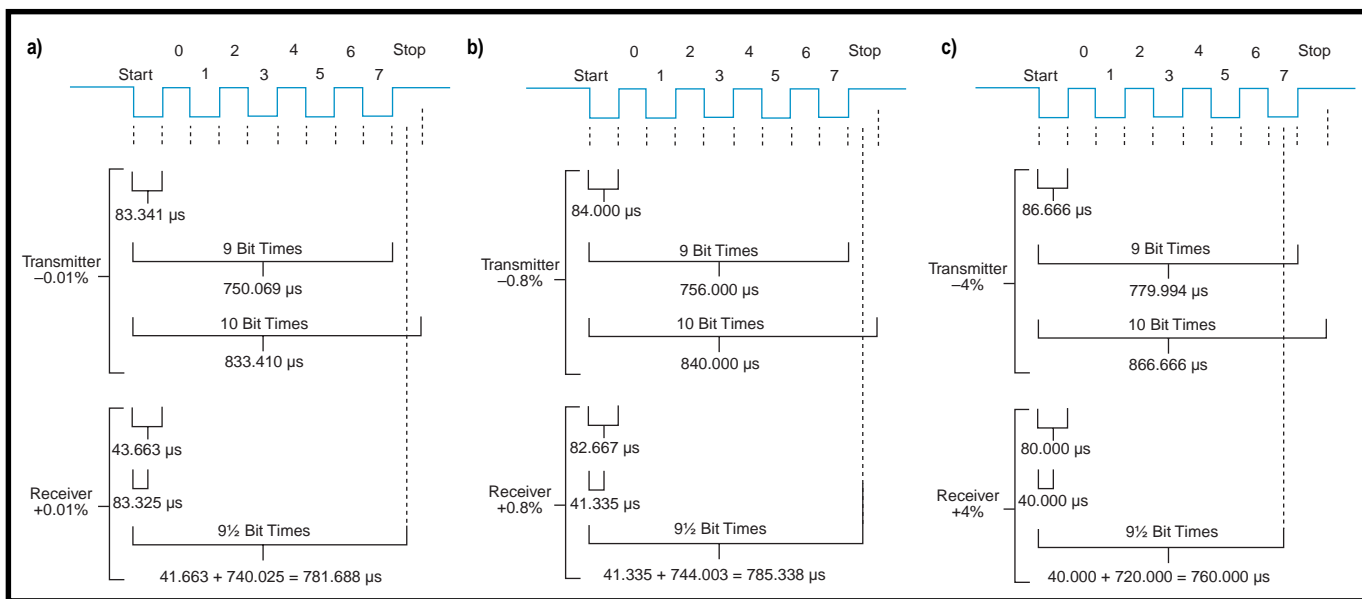 a)
0 2 4 6 Stop
Start 1 3 5 7
83.341 µs
9 Bit Times
Transmitter
–0.01%
750.069 µs
10 Bit Times
833.410 µs
43.663 µs
Receiver
+0.01%
83.325 µs
9½ Bit Times
41.663 + 740.025 = 781.688 µs
b)
0 2 4 6 Stop
Start 1 3 5 7
84.000 µs
9 Bit Times
Transmitter
–0.8%
756.000 µs
10 Bit Times
840.000 µs
82.667 µs
Receiver
+0.8%
41.335 µs
9½ Bit Times
41.335 + 744.003 = 785.338 µs
c)
0 2 4 6 Stop
Start 1 3 5 7
86.666 µs
9 Bit Times
Transmitter
–4%
779.994 µs
10 Bit Times
866.666 µs
80.000 µs
Receiver
+4%
40.000 µs
9½ Bit Times
40.000 + 720.000 = 760.000 µs